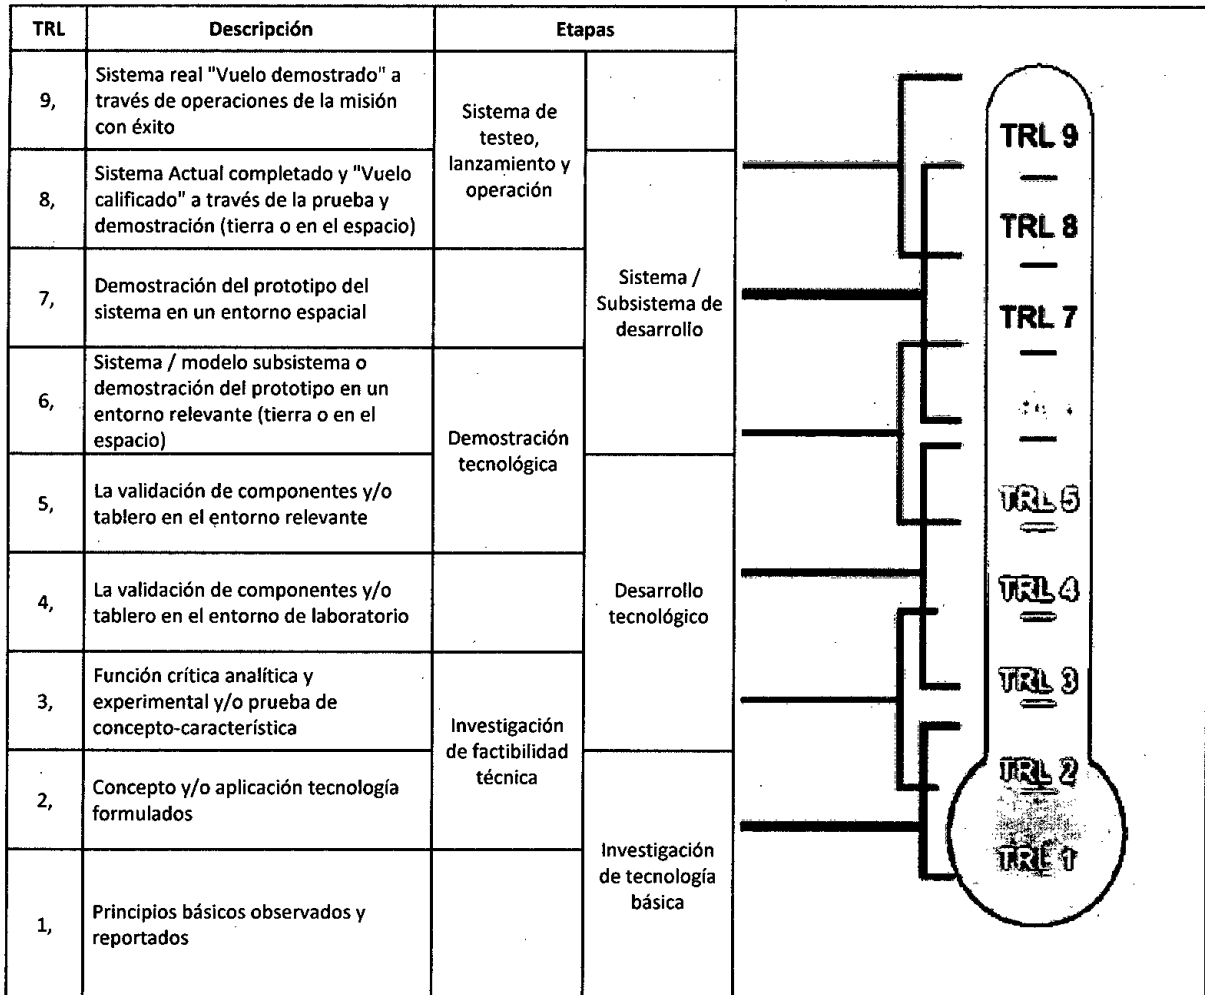 TRL Descripción Etapas
9,
Sistema real "Vuelo demostrado" a
través de operaciones de la misión
con éxito
Sistema de
testeo,
lanzamiento y
operación
8,
Sistema Actual completado y "Vuelo
calificado" a través de la prueba y
demostración (tierra o en el espacio)
7,
Demostración del prototipo del
sistema en un entorno espacial
Sistema /
Subsistema de
desarrollo
6,
Sistema / modelo subsistema o
demostración del prototipo en un
entorno relevante (tierra o en el
espacio)
Demostración
tecnológica
5,
La validación de componentes y/o
tablero en el entorno relevante
4,
La validación de componentes y/o
tablero en el entorno de laboratorio
Desarrollo
tecnológico
3,
Función crítica analítica y
experimental y/o prueba de
concepto-característica
Investigación
de factibilidad
técnica
2,
Concepto y/o aplicación tecnología
formulados
Investigación
de tecnología
básica
1,
Principios básicos observados y
reportados
TRL 9
TRL 8
TRL 7
TRL 5
TRL 4
TRL 3
TRL 2
TRL 1